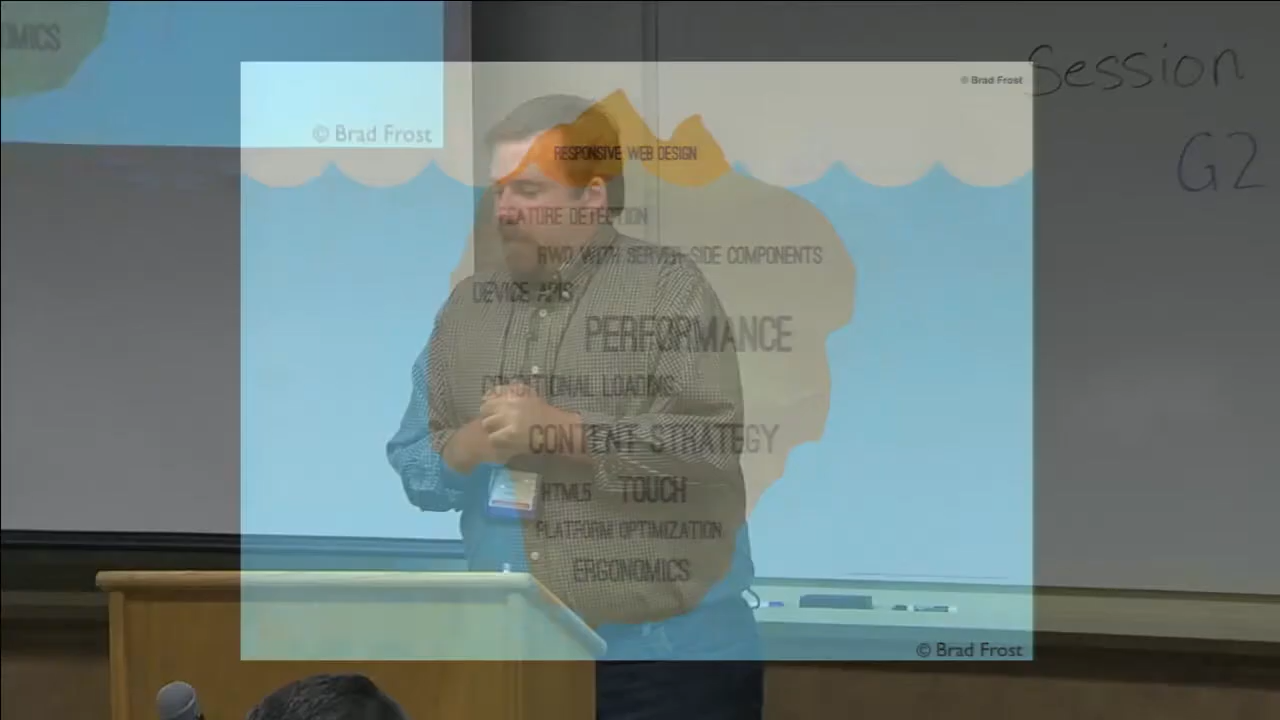 OMICS
© Brad Frost
Session
G2
© Brad Frost
RESPONSIVE WEB DESIGN
FEATURE DETECTION
RWD WITH SERVER-SIDE COMPONENTS
DEVICE APIS
PERFORMANCE
CONDITIONAL LOADING
CONTENT STRATEGY
HTML5 TOUCH
PLATFORM OPTIMIZATION
ERGONOMICS
© Brad Frost